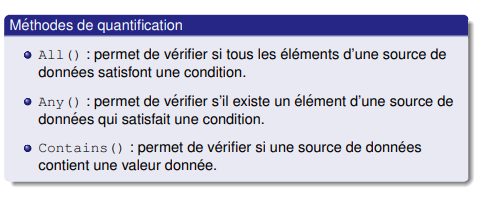 Méthodes de quantification
All() : permet de vérifier si tous les éléments d'une source de
données satisfont une condition.
Any() : permet de vérifier s'il existe un élément d'une source de
données qui satisfait une condition.
Contains() : permet de vérifier si une source de données
contient une valeur donnée.